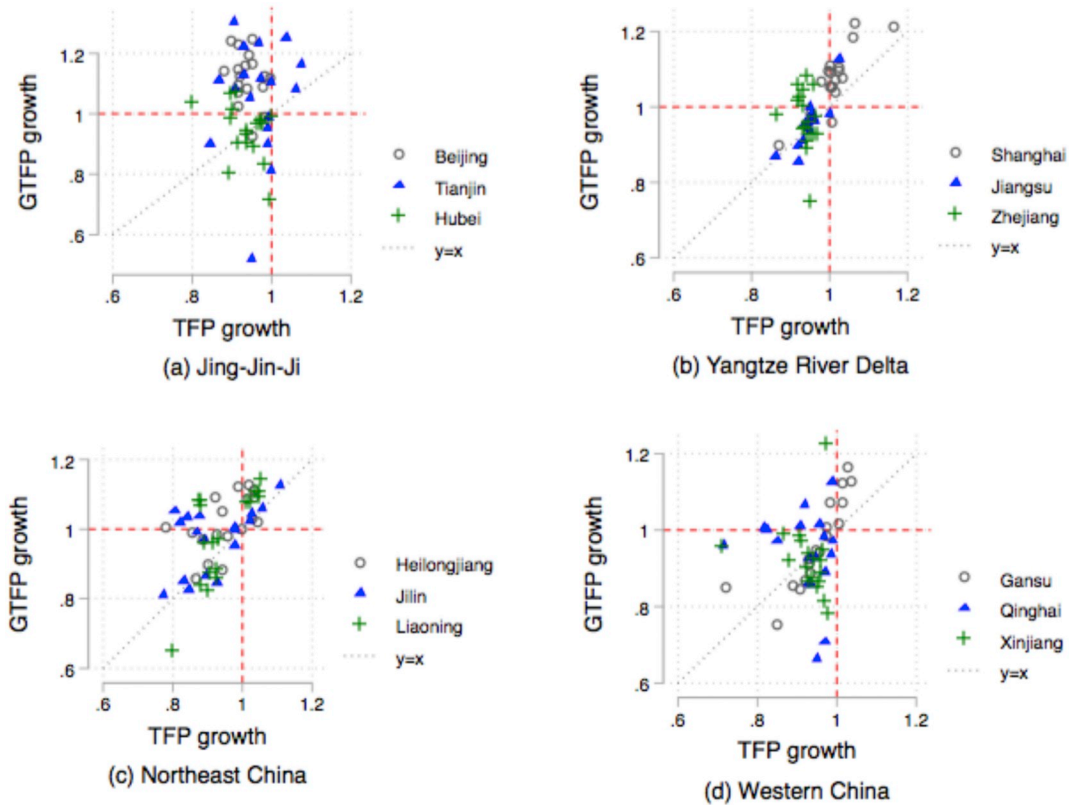 1.2
1
.8
.6
GTFP growth
Beijing
Tianjin
Hubei
y=x
.6 .8 1 1.2
TFP growth
(a) Jing-Jin-Ji
1.2
1
.8
.6
GTFP growth
Shanghai
Jiangsu
Zhejiang
y=x
.6 .8 1 1.2
TFP growth
(b) Yangtze River Delta
1.2
1
.8
.6
GTFP growth
Heilongjiang
Jilin
Liaoning
y=x
.6 .8 1 1.2
TFP growth
(c) Northeast China
1.2
1
.8
.6
GTFP growth
Gansu
Qinghai
Xinjiang
y=x
.6 .8 1 1.2
TFP growth
(d) Western China